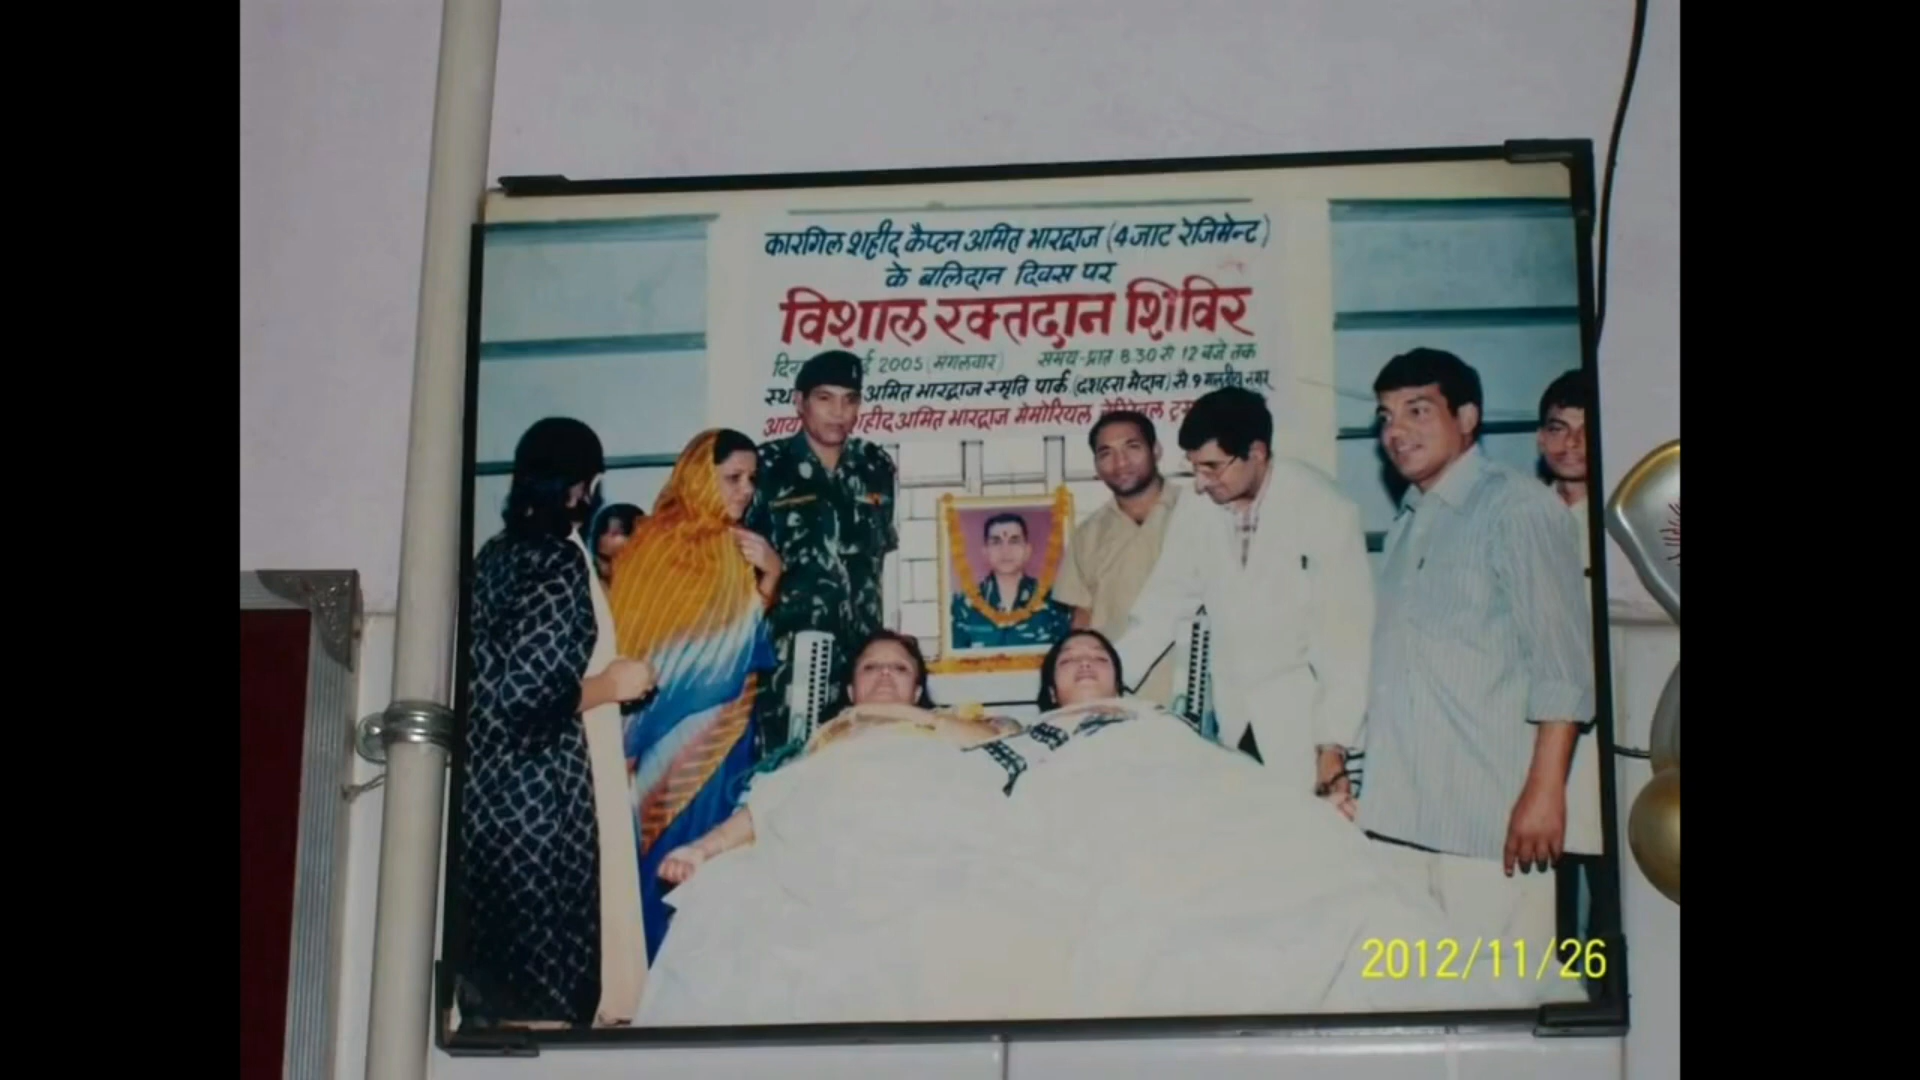 कारगिल शहीद कैप्टन अमित भारद्वाज (4 जाट रेजिमेन्ट)
के बलिदान दिवस पर
विशाल रक्तदान शिविर
2005 (मंगलवार) समय-प्रात 8.30 से 12 बजे तक
अमित भारद्वाज स्मृति पार्क (दशहरा मैदान) से. 9 मालवीय नगर
शहीद अमित भारद्वाज मेमोरियल
2012/11/26